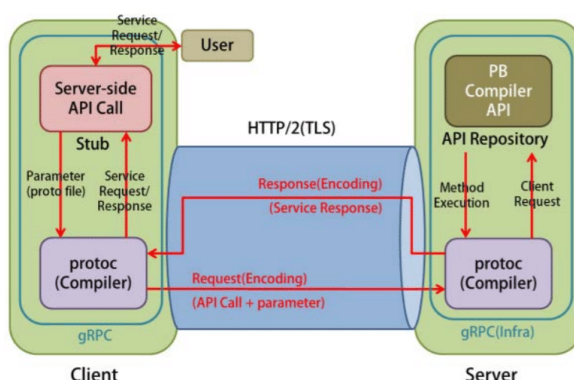 Service
Request/
Response
User
Server-side
API Call
Stub
Parameter
(proto file)
Service
Request/
Response
protoc
(Compiler)
gRPC
Client
HTTP/2(TLS)
Response(Encoding)
(Service Response)
Request(Encoding)
(API Call + parameter)
PB
Compiler
API
API Repository
Method
Execution
Client
Request
protoc
(Compiler)
gRPC(Infra)
Server